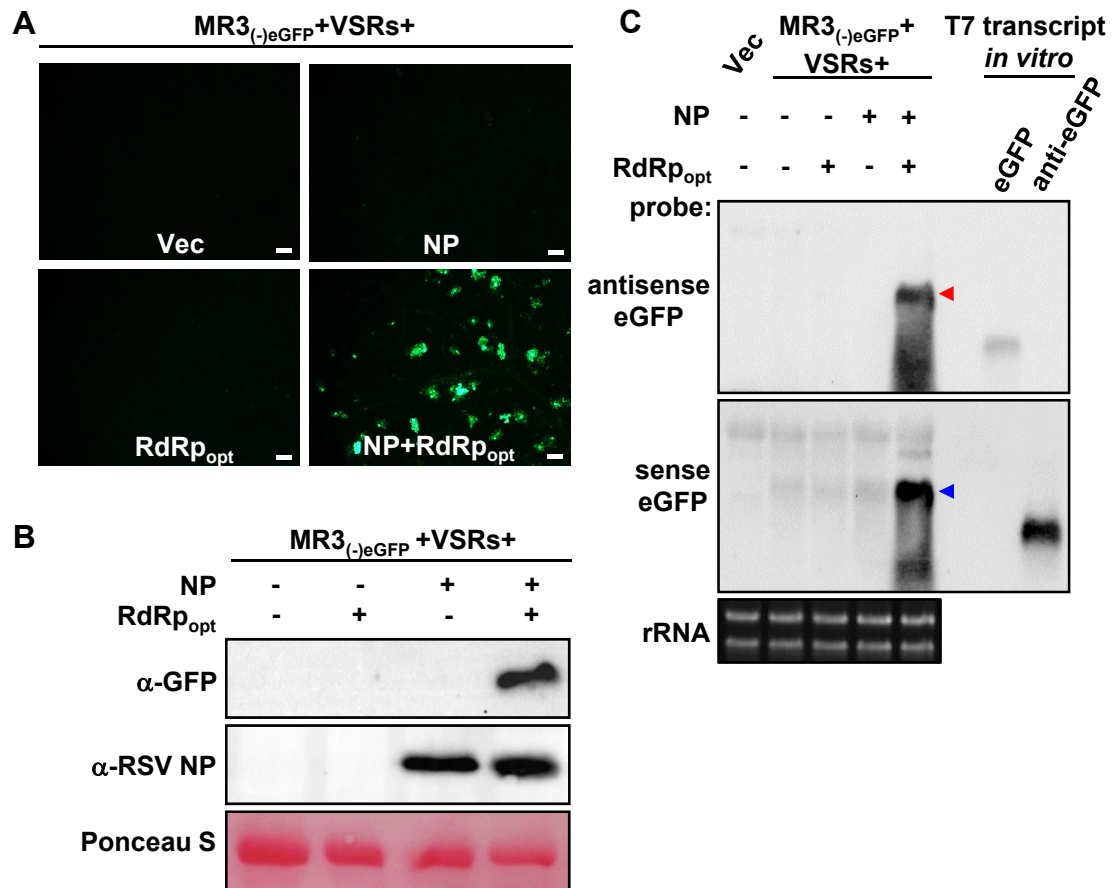 A
MR3(-)eGFP+VSRs+
Vec
NP
RdRpopt
NP+RdRpopt
B
MR3(-)eGFP +VSRs+
NP - - + +
RdRpopt - + - +
α-GFP
α-RSV NP
Ponceau S
C
Vec
MR3(-)eGFP+
VSRs+
T7 transcript
in vitro
NP - - - + +
RdRpopt - - + - +
eGFP
anti-eGFP
probe:
antisense
eGFP
sense
eGFP
rRNA